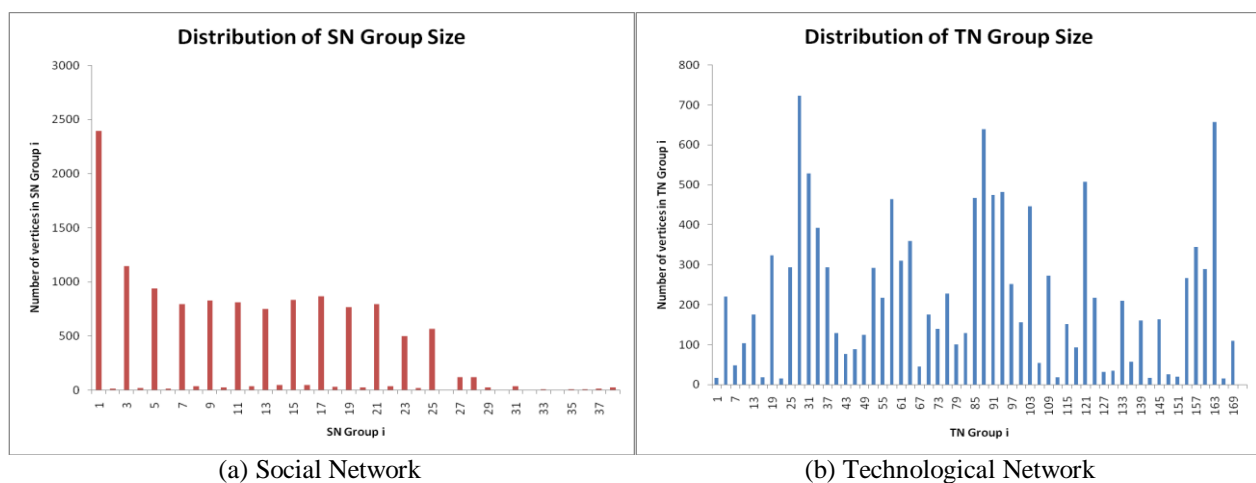 Distribution of SN Group Size
Number of vertices in SN Group i
3000
2500
2000
1500
1000
500
0
1 3 5 7 9 11 13 15 17 19 21 23 25 27 29 31 33 35 37
SN Group i
(a) Social Network
Distribution of TN Group Size
Number of vertices in TN Group i
800
700
600
500
400
300
200
100
0
1 7 13 19 25 31 37 43 49 55 61 67 73 79 85 91 97 103 109 115 121 127 133 139 145 151 157 163 169
TN Group i
(b) Technological Network